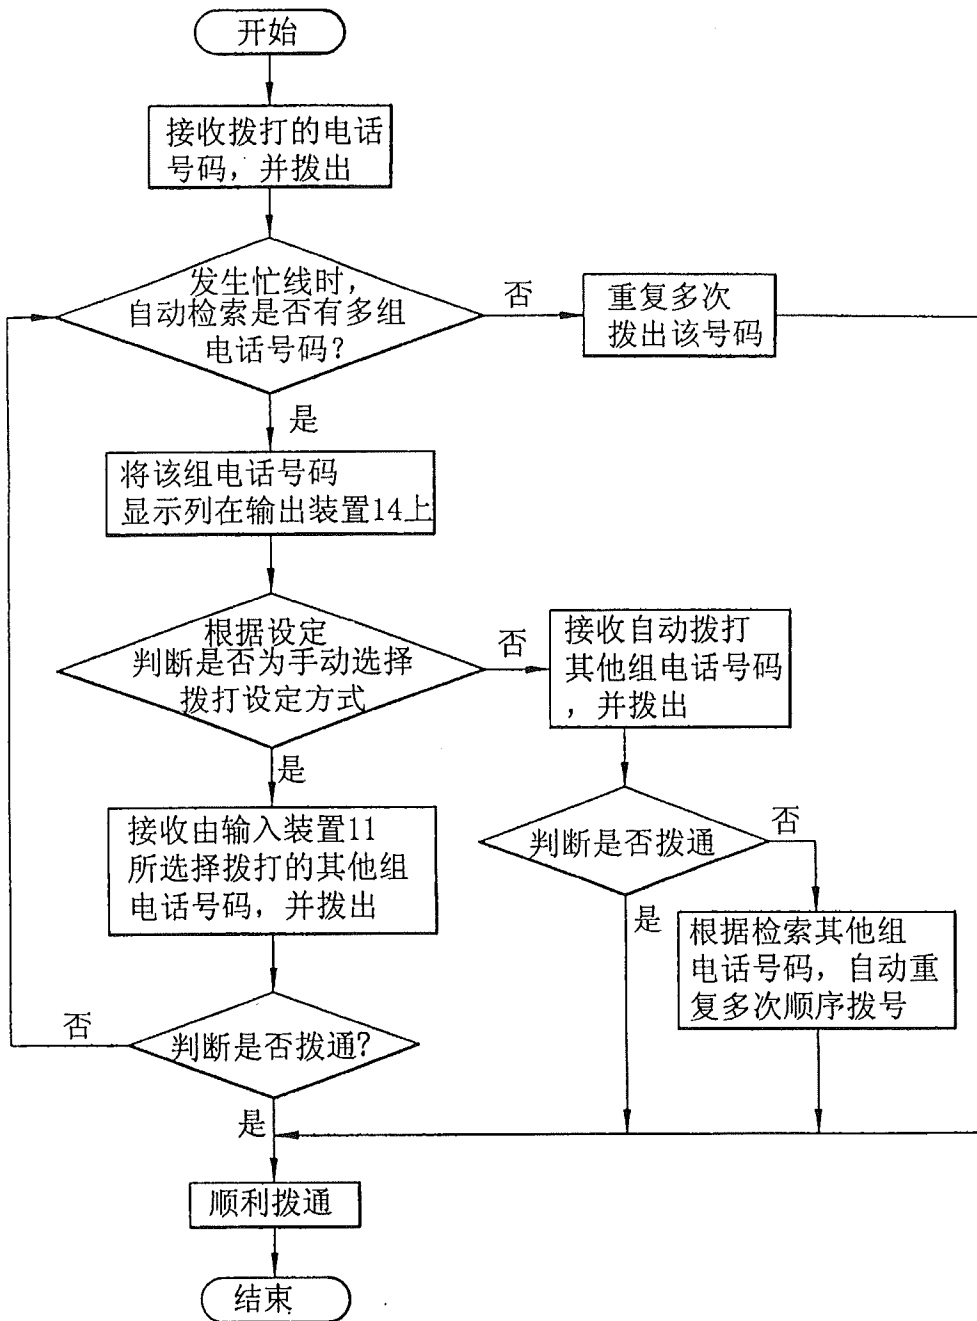 开始
接收拨打的电话
号码，并拨出
发生忙线时，
自动检索是否有多组
电话号码？
否
重复多次
拨出该号码
是
将该组电话号码
显示列在输出装置14上
根据设定
判断是否为手动选择
拨打设定方式
否
接收自动拨打
其他组电话号码
，并拨出
是
接收由输入装置11
所选择拨打的其他组
电话号码，并拨出
判断是否拨通
否
是
根据检索其他组
电话号码，自动重
复多次顺序拨号
否
判断是否拨通？
是
顺利拨通
结束